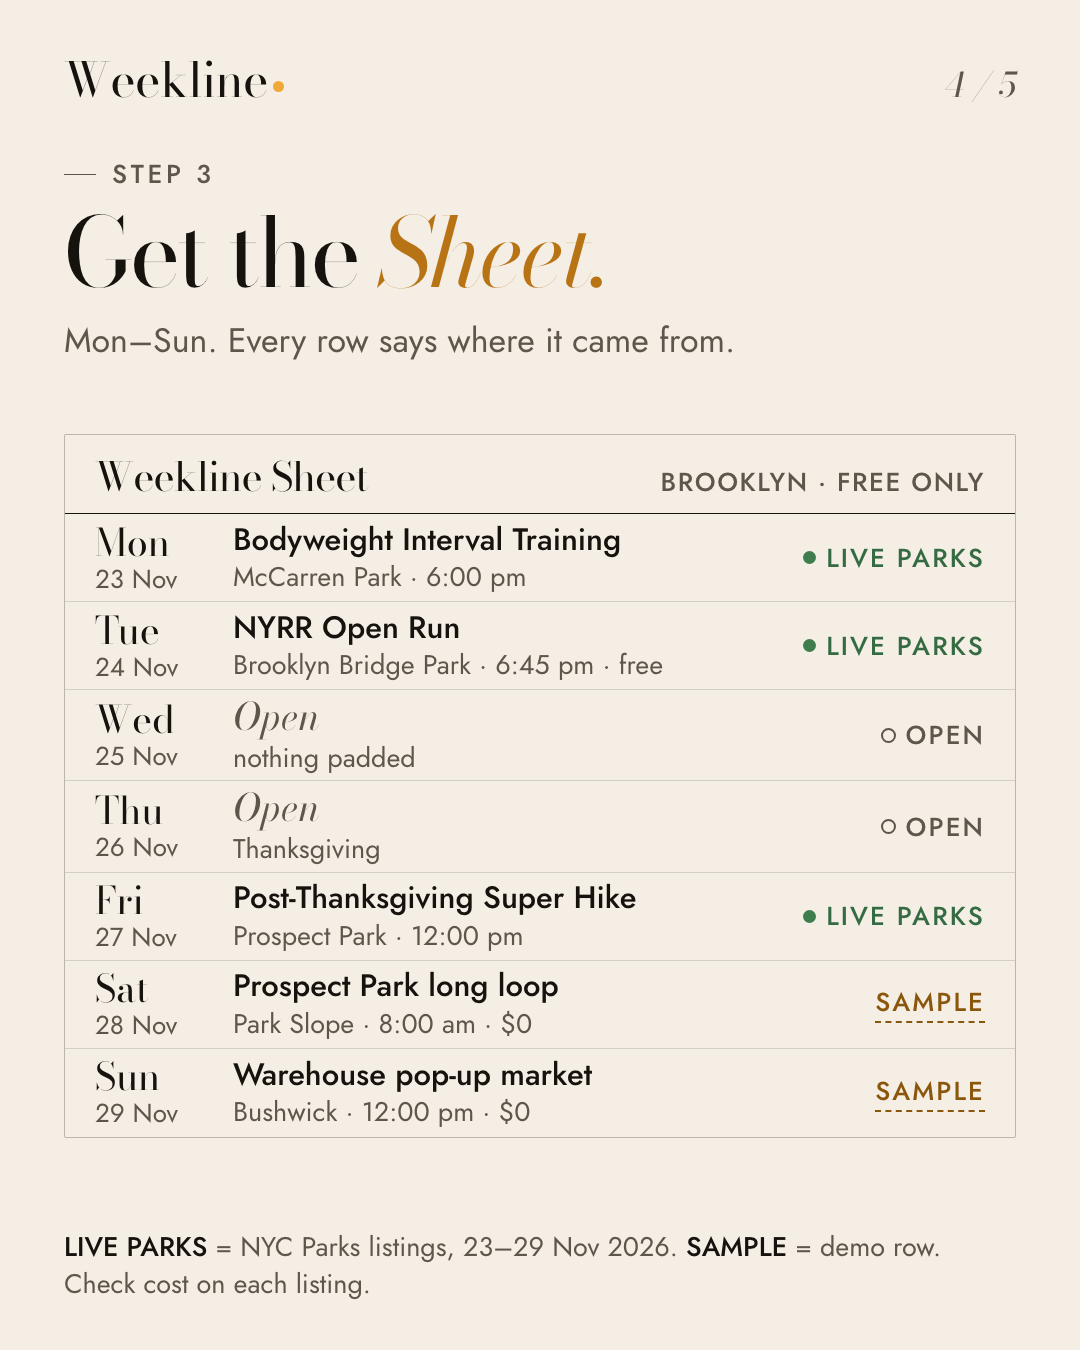 Weekline
4 / 5
STEP 3
Get the Sheet.
Mon–Sun. Every row says where it came from.
Weekline Sheet
BROOKLYN · FREE ONLY
Mon
Bodyweight Interval Training
23 Nov
McCarren Park · 6:00 pm
LIVE PARKS
Tue
NYRR Open Run
24 Nov
Brooklyn Bridge Park · 6:45 pm · free
LIVE PARKS
Wed
Open
25 Nov
nothing padded
OPEN
Thu
Open
26 Nov
Thanksgiving
OPEN
Fri
Post-Thanksgiving Super Hike
27 Nov
Prospect Park · 12:00 pm
LIVE PARKS
Sat
Prospect Park long loop
28 Nov
Park Slope · 8:00 am · $0
SAMPLE
Sun
Warehouse pop-up market
29 Nov
Bushwick · 12:00 pm · $0
SAMPLE
LIVE PARKS = NYC Parks listings, 23–29 Nov 2026. SAMPLE = demo row.
Check cost on each listing.